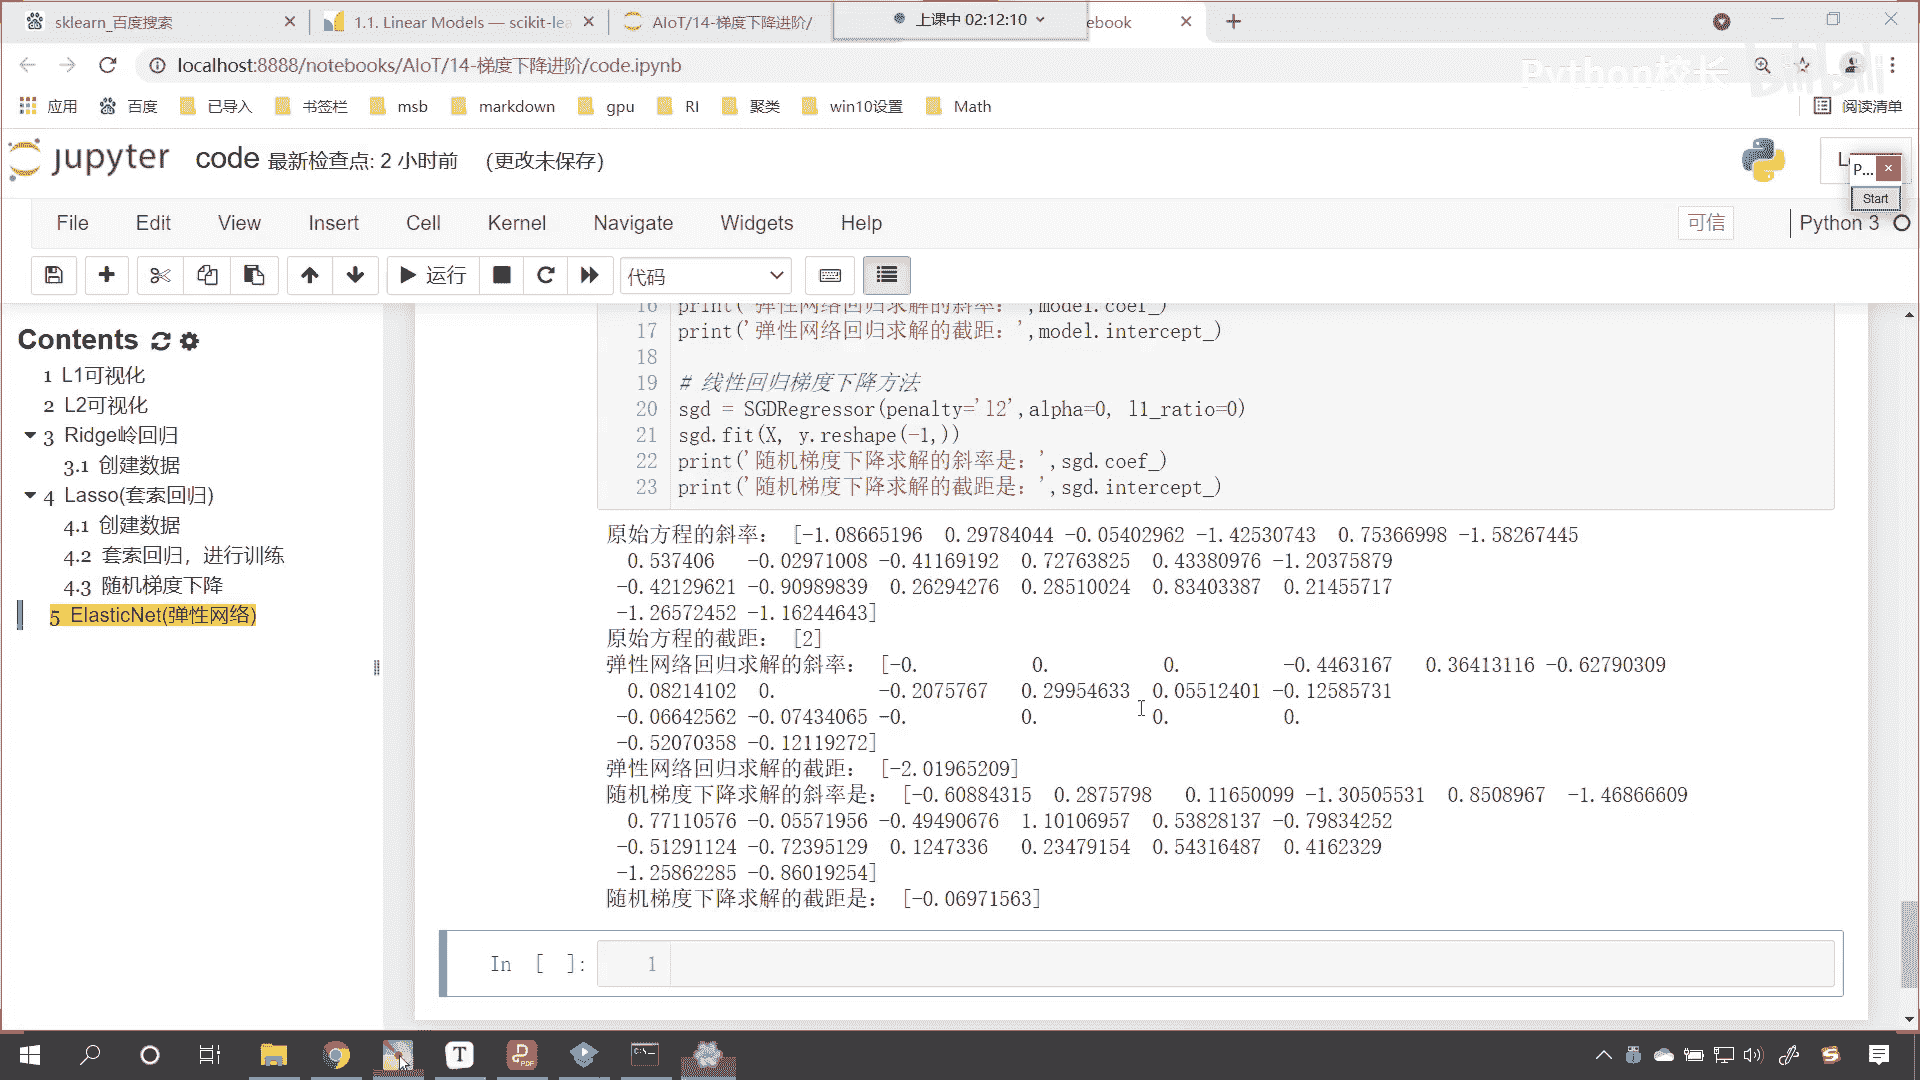 sklearn_百度搜索
1.1. Linear Models — scikit-lea
AIoT/14-梯度下降进阶/
上课中 02:12:10
ebook
localhost:8888/notebooks/AIoT/14-梯度下降进阶/code.ipynb
Python校长
bilibili
应用
百度
已导入
书签栏
msb
markdown
gpu
RI
聚类
win10设置
Math
阅读清单
jupyter
code 最新检查点: 2 小时前 (更改未保存)
P...
Start
File Edit View Insert Cell Kernel Navigate Widgets Help
可信
Python 3
运行
代码
Contents
1 L1可视化
2 L2可视化
3 Ridge岭回归
3.1 创建数据
4 Lasso(套索回归)
4.1 创建数据
4.2 套索回归，进行训练
4.3 随机梯度下降
5 ElasticNet(弹性网络)
16 print('弹性网络回归求解的斜率：',model.coef_)
17 print('弹性网络回归求解的截距：',model.intercept_)
18
19 # 线性回归梯度下降方法
20 sgd = SGDRegressor(penalty='l2',alpha=0, l1_ratio=0)
21 sgd.fit(X, y.reshape(-1,))
22 print('随机梯度下降求解的斜率是：',sgd.coef_)
23 print('随机梯度下降求解的截距是：',sgd.intercept_)
原始方程的斜率： [-1.08665196 0.29784044 -0.05402962 -1.42530743 0.75366998 -1.58267445
0.537406 -0.02971008 -0.41169192 0.72763825 0.43380976 -1.20375879
-0.42129621 -0.90989839 0.26294276 0.28510024 0.83403387 0.21455717
-1.26572452 -1.16244643]
原始方程的截距： [2]
弹性网络回归求解的斜率： [-0. 0. 0. -0.4463167 0.36413116 -0.62790309
0.08214102 0. -0.2075767 0.29954633 0.05512401 -0.12585731
-0.06642562 -0.07434065 -0. 0. 0. 0.
-0.52070358 -0.12119272]
弹性网络回归求解的截距： [-2.01965209]
随机梯度下降求解的斜率是： [-0.60884315 0.2875798 0.11650099 -1.30505531 0.8508967 -1.46866609
0.77110576 -0.05571956 -0.49490676 1.10106957 0.53828137 -0.79834252
-0.51291124 -0.72395129 0.1247336 0.23479154 0.54316487 0.4162329
-1.25862285 -0.86019254]
随机梯度下降求解的截距是： [-0.06971563]
In [ ]: 1